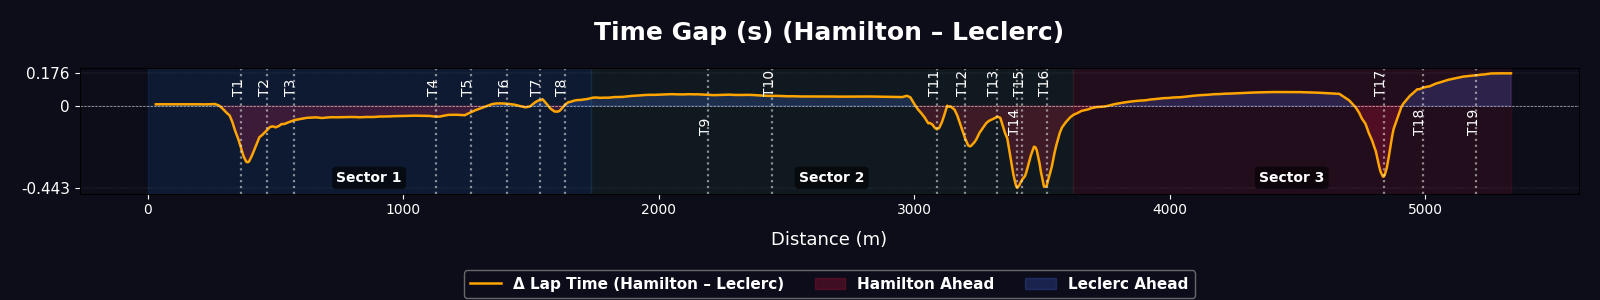 Time Gap (s) (Hamilton – Leclerc)
0.176
0
-0.443
T1
T2
T3
T4
T5
T6
T7
T8
T9
T10
T11
T12
T13
T14
T15
T16
T17
T18
T19
Sector 1
Sector 2
Sector 3
0 1000 2000 3000 4000 5000
Distance (m)
Δ Lap Time (Hamilton – Leclerc) Hamilton Ahead Leclerc Ahead